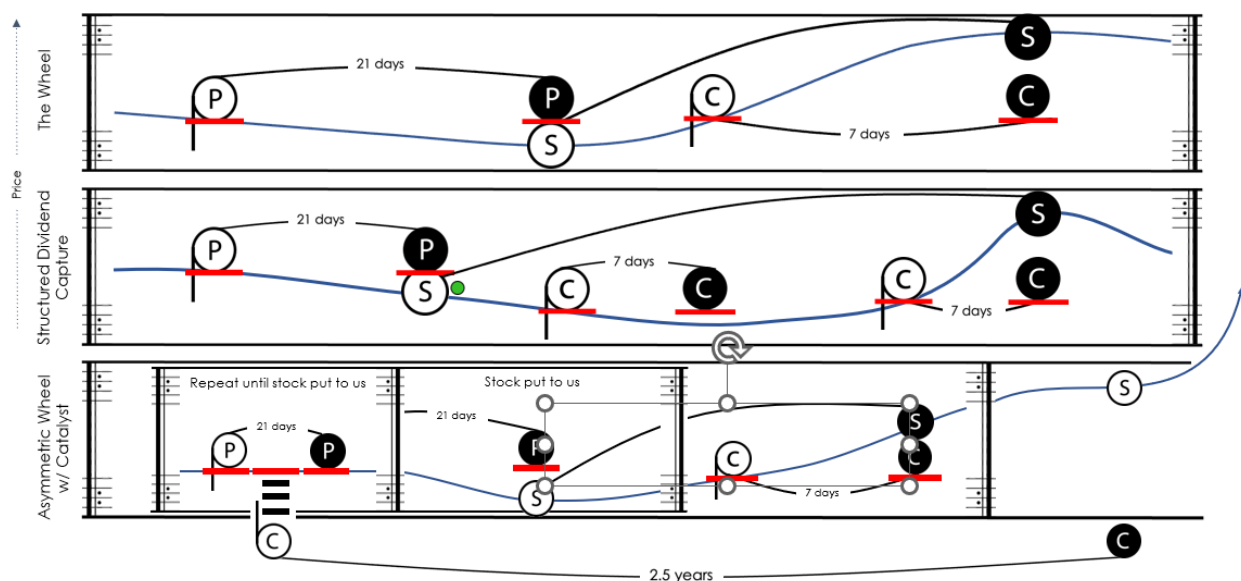 The Wheel
P
21 days
P
S
C
7 days
S
C
Price
Structured Dividend
Capture
P
21 days
P
S
C
7 days
C
C
7 days
S
C
Asymmetric Wheel
w/ Catalyst
Repeat until stock put to us
P
21 days
P
C
Stock put to us
21 days
P
S
C
7 days
S
C
S
C
2.5 years